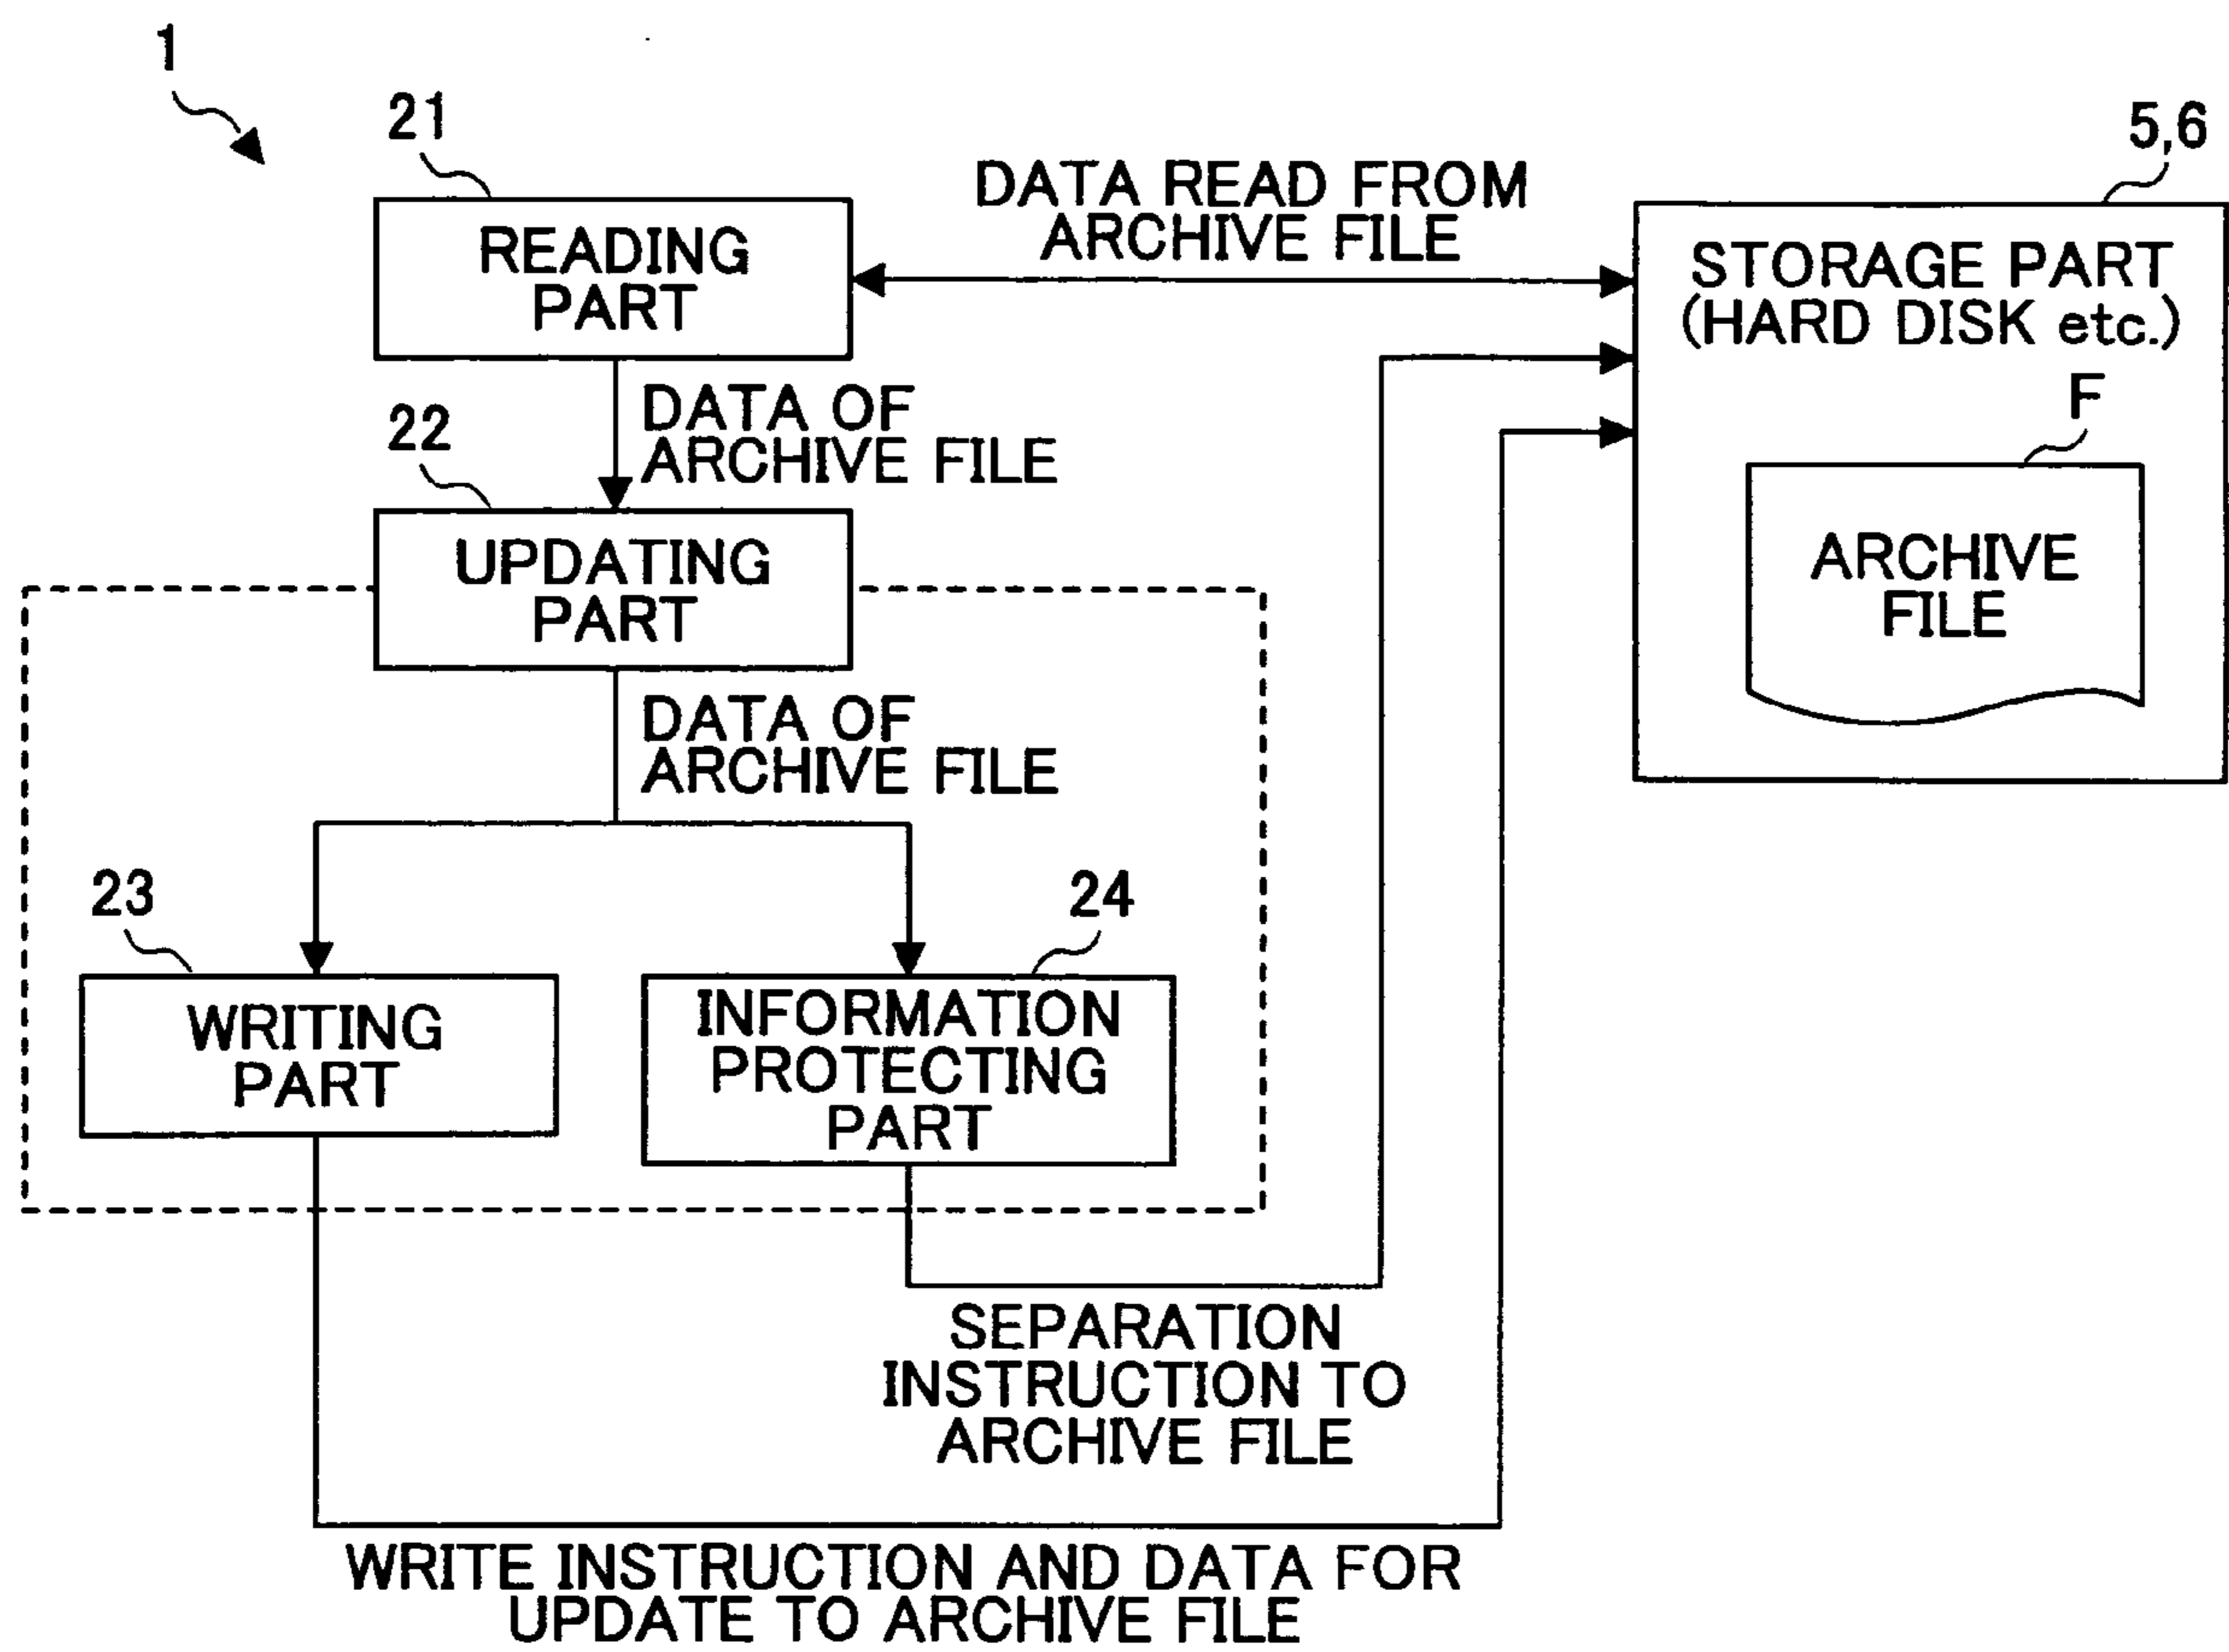 1
21
5,6
DATA READ FROM
ARCHIVE FILE
READING
PART
STORAGE PART
(HARD DISK etc.)
F
DATA OF
ARCHIVE FILE
22
UPDATING
PART
ARCHIVE
FILE
DATA OF
ARCHIVE FILE
23
24
WRITING
PART
INFORMATION
PROTECTING
PART
SEPARATION
INSTRUCTION TO
ARCHIVE FILE
WRITE INSTRUCTION AND DATA FOR
UPDATE TO ARCHIVE FILE